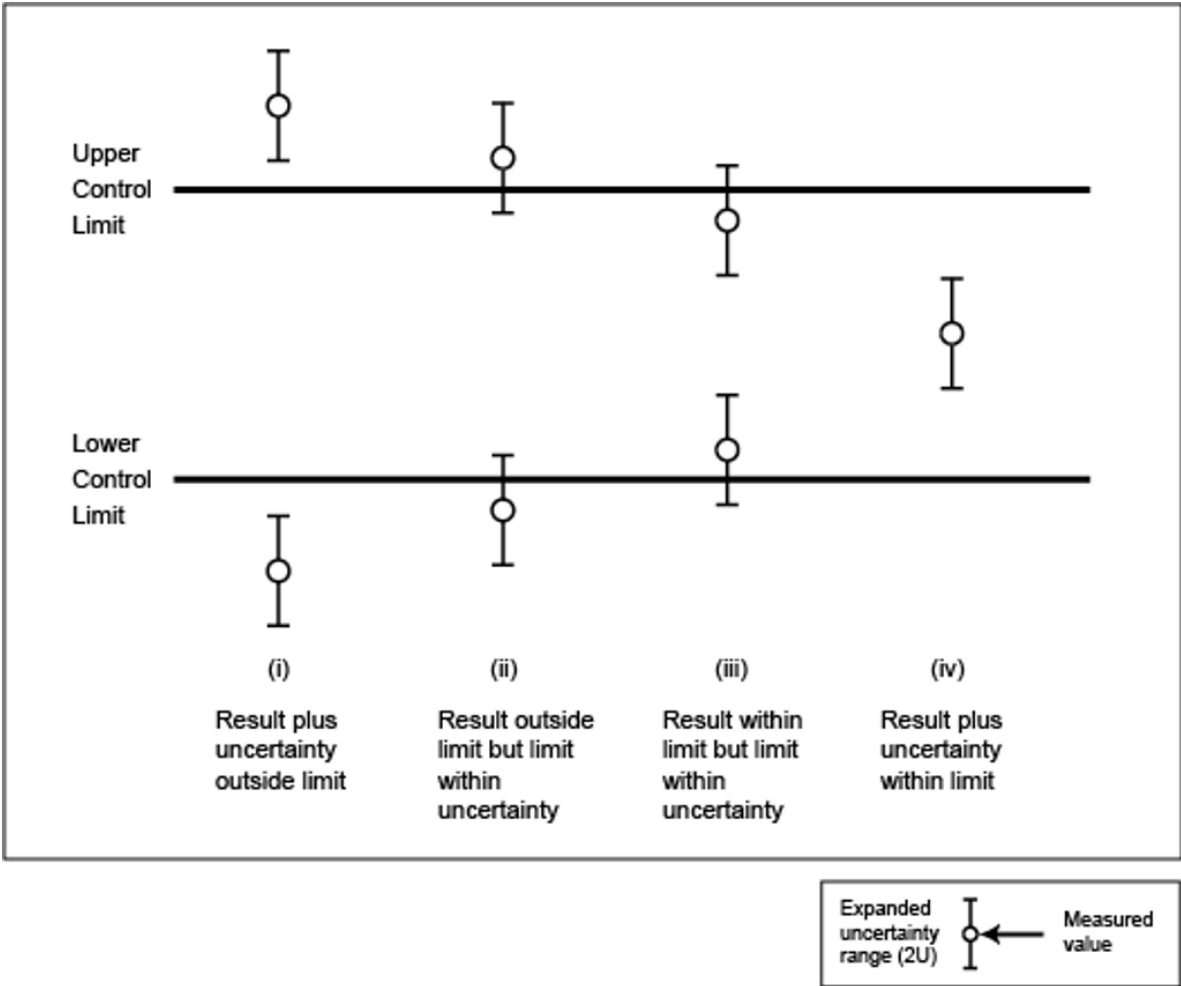 Upper
Control
Limit
Lower
Control
Limit
(i)
Result plus
uncertainty
outside limit
(ii)
Result outside
limit but limit
within
uncertainty
(iii)
Result within
limit but limit
within
uncertainty
(iv)
Result plus
uncertainty
within limit
Expanded
uncertainty
range (2U)
Measured
value